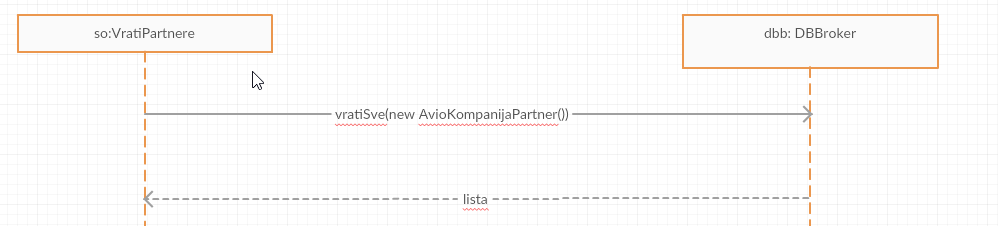 so:VratiPartnere
dbb: DBBroker
vratiSve(new AvioKompanijaPartner())
lista